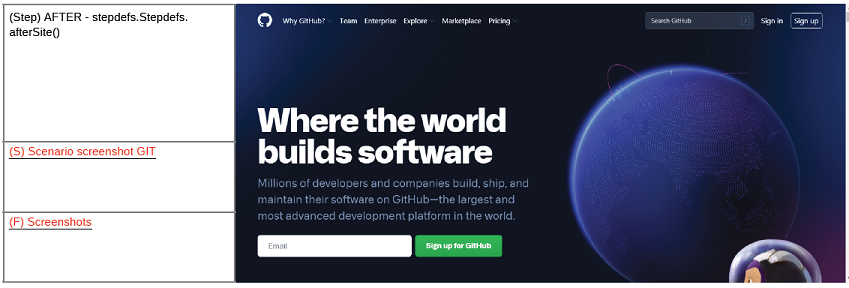 (Step) AFTER - stepdefs.Stepdefs.
afterSite()
(S) Scenario screenshot GIT
(F) Screenshots
Why GitHub? Team Enterprise Explore Marketplace Pricing
Search GitHub
/
Sign in
Sign up
Where the world
builds software
Millions of developers and companies build, ship, and
maintain their software on GitHub—the largest and
most advanced development platform in the world.
Email
Sign up for GitHub